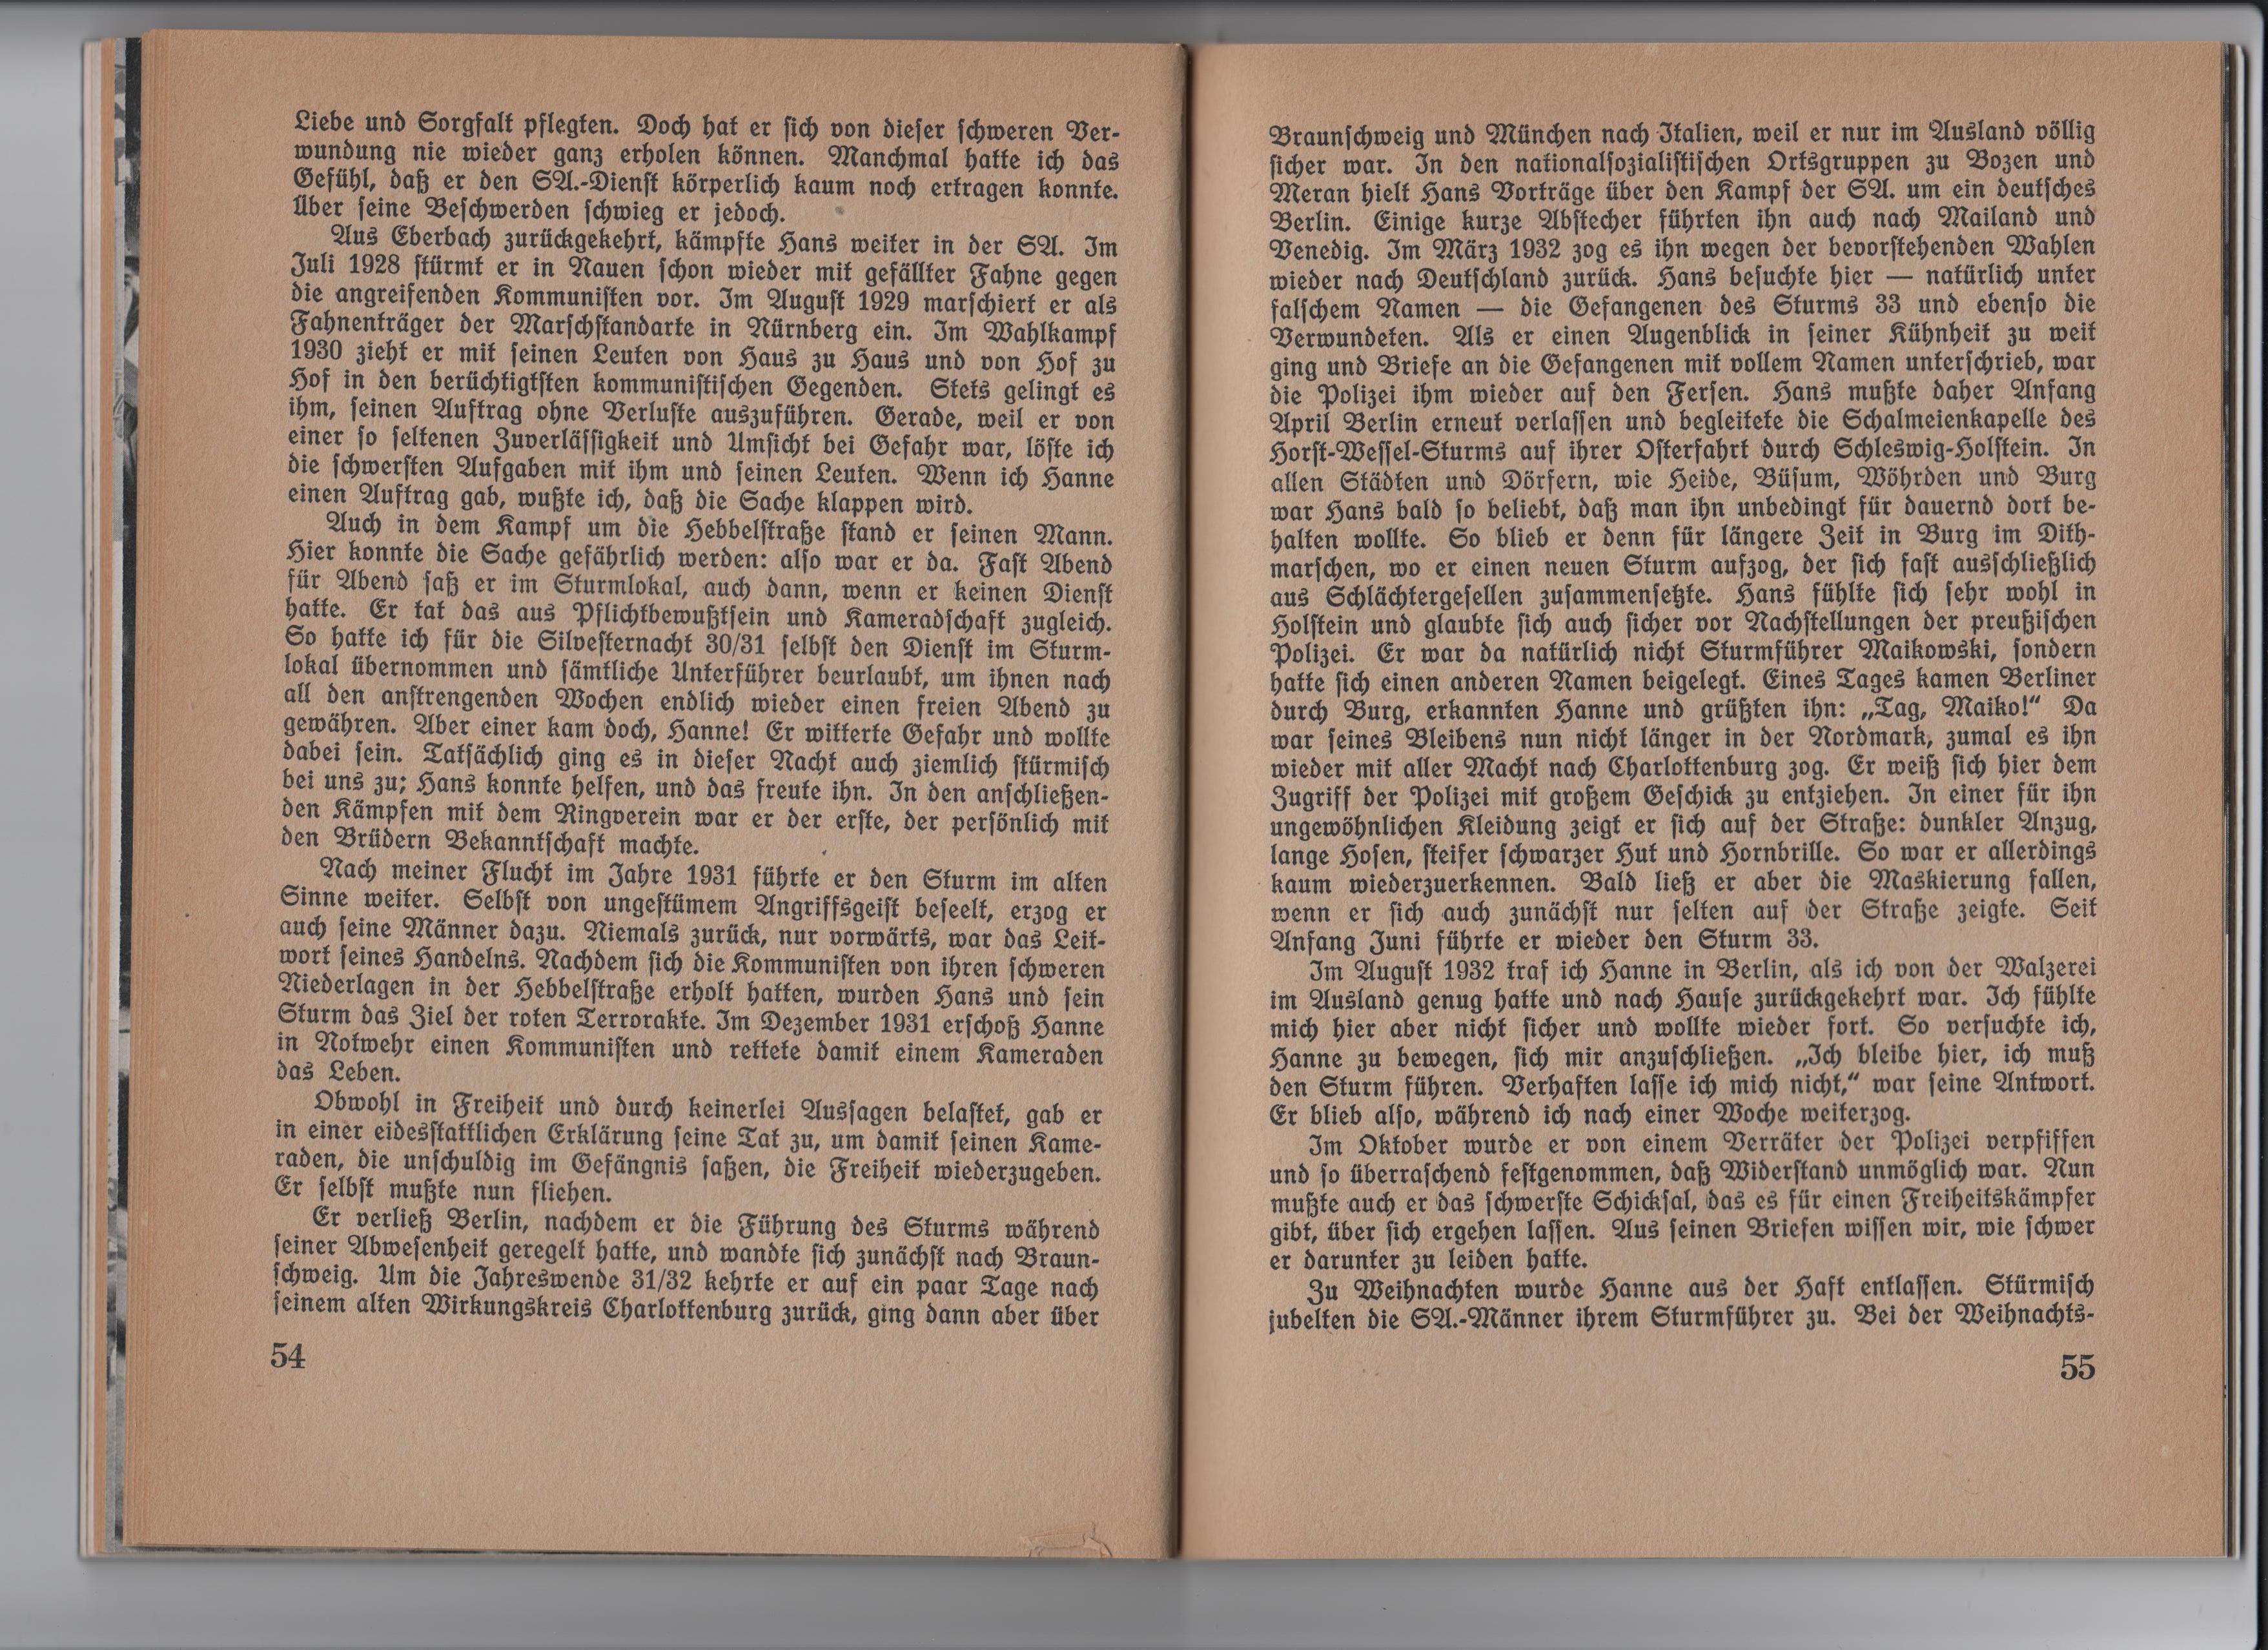 Liebe und Sorgfalt pflegten. Doch hat er sich von dieser schweren Ver-
wundung nie wieder ganz erholen können. Manchmal hatte ich das
Gefühl, daß er den SA.-Dienst körperlich kaum noch ertragen konnte.
Über seine Beschwerden schwieg er jedoch.
Aus Eberbach zurückgekehrt, kämpfte Hans weiter in der SA. Im
Juli 1928 stürmt er in Nauen schon wieder mit gefällter Fahne gegen
die angreifenden Kommunisten vor. Im August 1929 marschiert er als
Fahnenträger der Marschstandarte in Nürnberg ein. Im Wahlkampf
1930 zieht er mit seinen Leuten von Haus zu Haus und von Hof zu
Hof in den berüchtigtsten kommunistischen Gegenden. Stets gelingt es
ihm, seinen Auftrag ohne Verluste auszuführen. Gerade, weil er von
einer so seltenen Zuverlässigkeit und Umsicht bei Gefahr war, löste ich
die schwersten Aufgaben mit ihm und seinen Leuten. Wenn ich Hanne
einen Auftrag gab, wußte ich, daß die Sache klappen wird.
Auch in dem Kampf um die Hebbelstraße stand er seinen Mann.
Hier konnte die Sache gefährlich werden: also war er da. Fast Abend
für Abend saß er im Sturmlokal, auch dann, wenn er keinen Dienst
hatte. Er tat das aus Pflichtbewußtsein und Kameradschaft zugleich.
So hatte ich für die Silvesternacht 30/31 selbst den Dienst im Sturm-
lokal übernommen und sämtliche Unterführer beurlaubt, um ihnen nach
all den anstrengenden Wochen endlich wieder einen freien Abend zu
gewähren. Aber einer kam doch, Hanne! Er witterte Gefahr und wollte
dabei sein. Tatsächlich ging es in dieser Nacht auch ziemlich stürmisch
bei uns zu; Hans konnte helfen, und das freute ihn. In den anschließen-
den Kämpfen mit dem Ringverein war er der erste, der persönlich mit
den Brüdern Bekanntschaft machte.
Nach meiner Flucht im Jahre 1931 führte er den Sturm im alten
Sinne weiter. Selbst von ungestümem Angriffsgeist beseelt, erzog er
auch seine Männer dazu. Niemals zurück, nur vorwärts, war das Leit-
wort seines Handelns. Nachdem sich die Kommunisten von ihren schweren
Niederlagen in der Hebbelstraße erholt hatten, wurden Hans und sein
Sturm das Ziel der roten Terrorakte. Im Dezember 1931 erschoß Hanne
in Notwehr einen Kommunisten und rettete damit einem Kameraden
das Leben.
Obwohl in Freiheit und durch keinerlei Aussagen belastet, gab er
in einer eidesstattlichen Erklärung seine Tat zu, um damit seinen Kame-
raden, die unschuldig im Gefängnis saßen, die Freiheit wiederzugeben.
Er selbst mußte nun fliehen.
Er verließ Berlin, nachdem er die Führung des Sturms während
seiner Abwesenheit geregelt hatte, und wandte sich zunächst nach Braun-
schweig. Um die Jahreswende 31/32 kehrte er auf ein paar Tage nach
seinem alten Wirkungskreis Charlottenburg zurück, ging dann aber über
54
Braunschweig und München nach Italien, weil er nur im Ausland völlig
sicher war. In den nationalsozialistischen Ortsgruppen zu Bozen und
Meran hielt Hans Vorträge über den Kampf der SA. um ein deutsches
Berlin. Einige kurze Abstecher führten ihn auch nach Mailand und
Venedig. Im März 1932 zog es ihn wegen der bevorstehenden Wahlen
wieder nach Deutschland zurück. Hans besuchte hier — natürlich unter
falschem Namen — die Gefangenen des Sturms 33 und ebenso die
Verwundeten. Als er einen Augenblick in seiner Kühnheit zu weit
ging und Briefe an die Gefangenen mit vollem Namen unterschrieb, war
die Polizei ihm wieder auf den Fersen. Hans mußte daher Anfang
April Berlin erneut verlassen und begleitete die Schalmeienkapelle des
Horst-Wessel-Sturms auf ihrer Osterfahrt durch Schleswig-Holstein. In
allen Städten und Dörfern, wie Heide, Büsum, Wöhrden und Burg
war Hans bald so beliebt, daß man ihn unbedingt für dauernd dort be-
halten wollte. So blieb er denn für längere Zeit in Burg im Dith-
marschen, wo er einen neuen Sturm aufzog, der sich fast ausschließlich
aus Schlächtergesellen zusammensetzte. Hans fühlte sich sehr wohl in
Holstein und glaubte sich auch sicher vor Nachstellungen der preußischen
Polizei. Er war da natürlich nicht Sturmführer Maikowski, sondern
hatte sich einen anderen Namen beigelegt. Eines Tages kamen Berliner
durch Burg, erkannten Hanne und grüßten ihn: „Tag, Maiko!“ Da
war seines Bleibens nun nicht länger in der Nordmark, zumal es ihn
wieder mit aller Macht nach Charlottenburg zog. Er weiß sich hier dem
Zugriff der Polizei mit großem Geschick zu entziehen. In einer für ihn
ungewöhnlichen Kleidung zeigt er sich auf der Straße: dunkler Anzug,
lange Hosen, steifer schwarzer Hut und Hornbrille. So war er allerdings
kaum wiederzuerkennen. Bald ließ er aber die Maskierung fallen,
wenn er sich auch zunächst nur selten auf der Straße zeigte. Seit
Anfang Juni führte er wieder den Sturm 33.
Im August 1932 traf ich Hanne in Berlin, als ich von der Walzerei
im Ausland genug hatte und nach Hause zurückgekehrt war. Ich fühlte
mich hier aber nicht sicher und wollte wieder fort. So versuchte ich,
Hanne zu bewegen, sich mir anzuschließen. „Ich bleibe hier, ich muß
den Sturm führen. Verhaften lasse ich mich nicht,“ war seine Antwort.
Er blieb also, während ich nach einer Woche weiterzog.
Im Oktober wurde er von einem Verräter der Polizei verpfiffen
und so überraschend festgenommen, daß Widerstand unmöglich war. Nun
mußte auch er das schwerste Schicksal, das es für einen Freiheitskämpfer
gibt, über sich ergehen lassen. Aus seinen Briefen wissen wir, wie schwer
er darunter zu leiden hatte.
Zu Weihnachten wurde Hanne aus der Haft entlassen. Stürmisch
jubelten die SA.-Männer ihrem Sturmführer zu. Bei der Weihnachts-
55